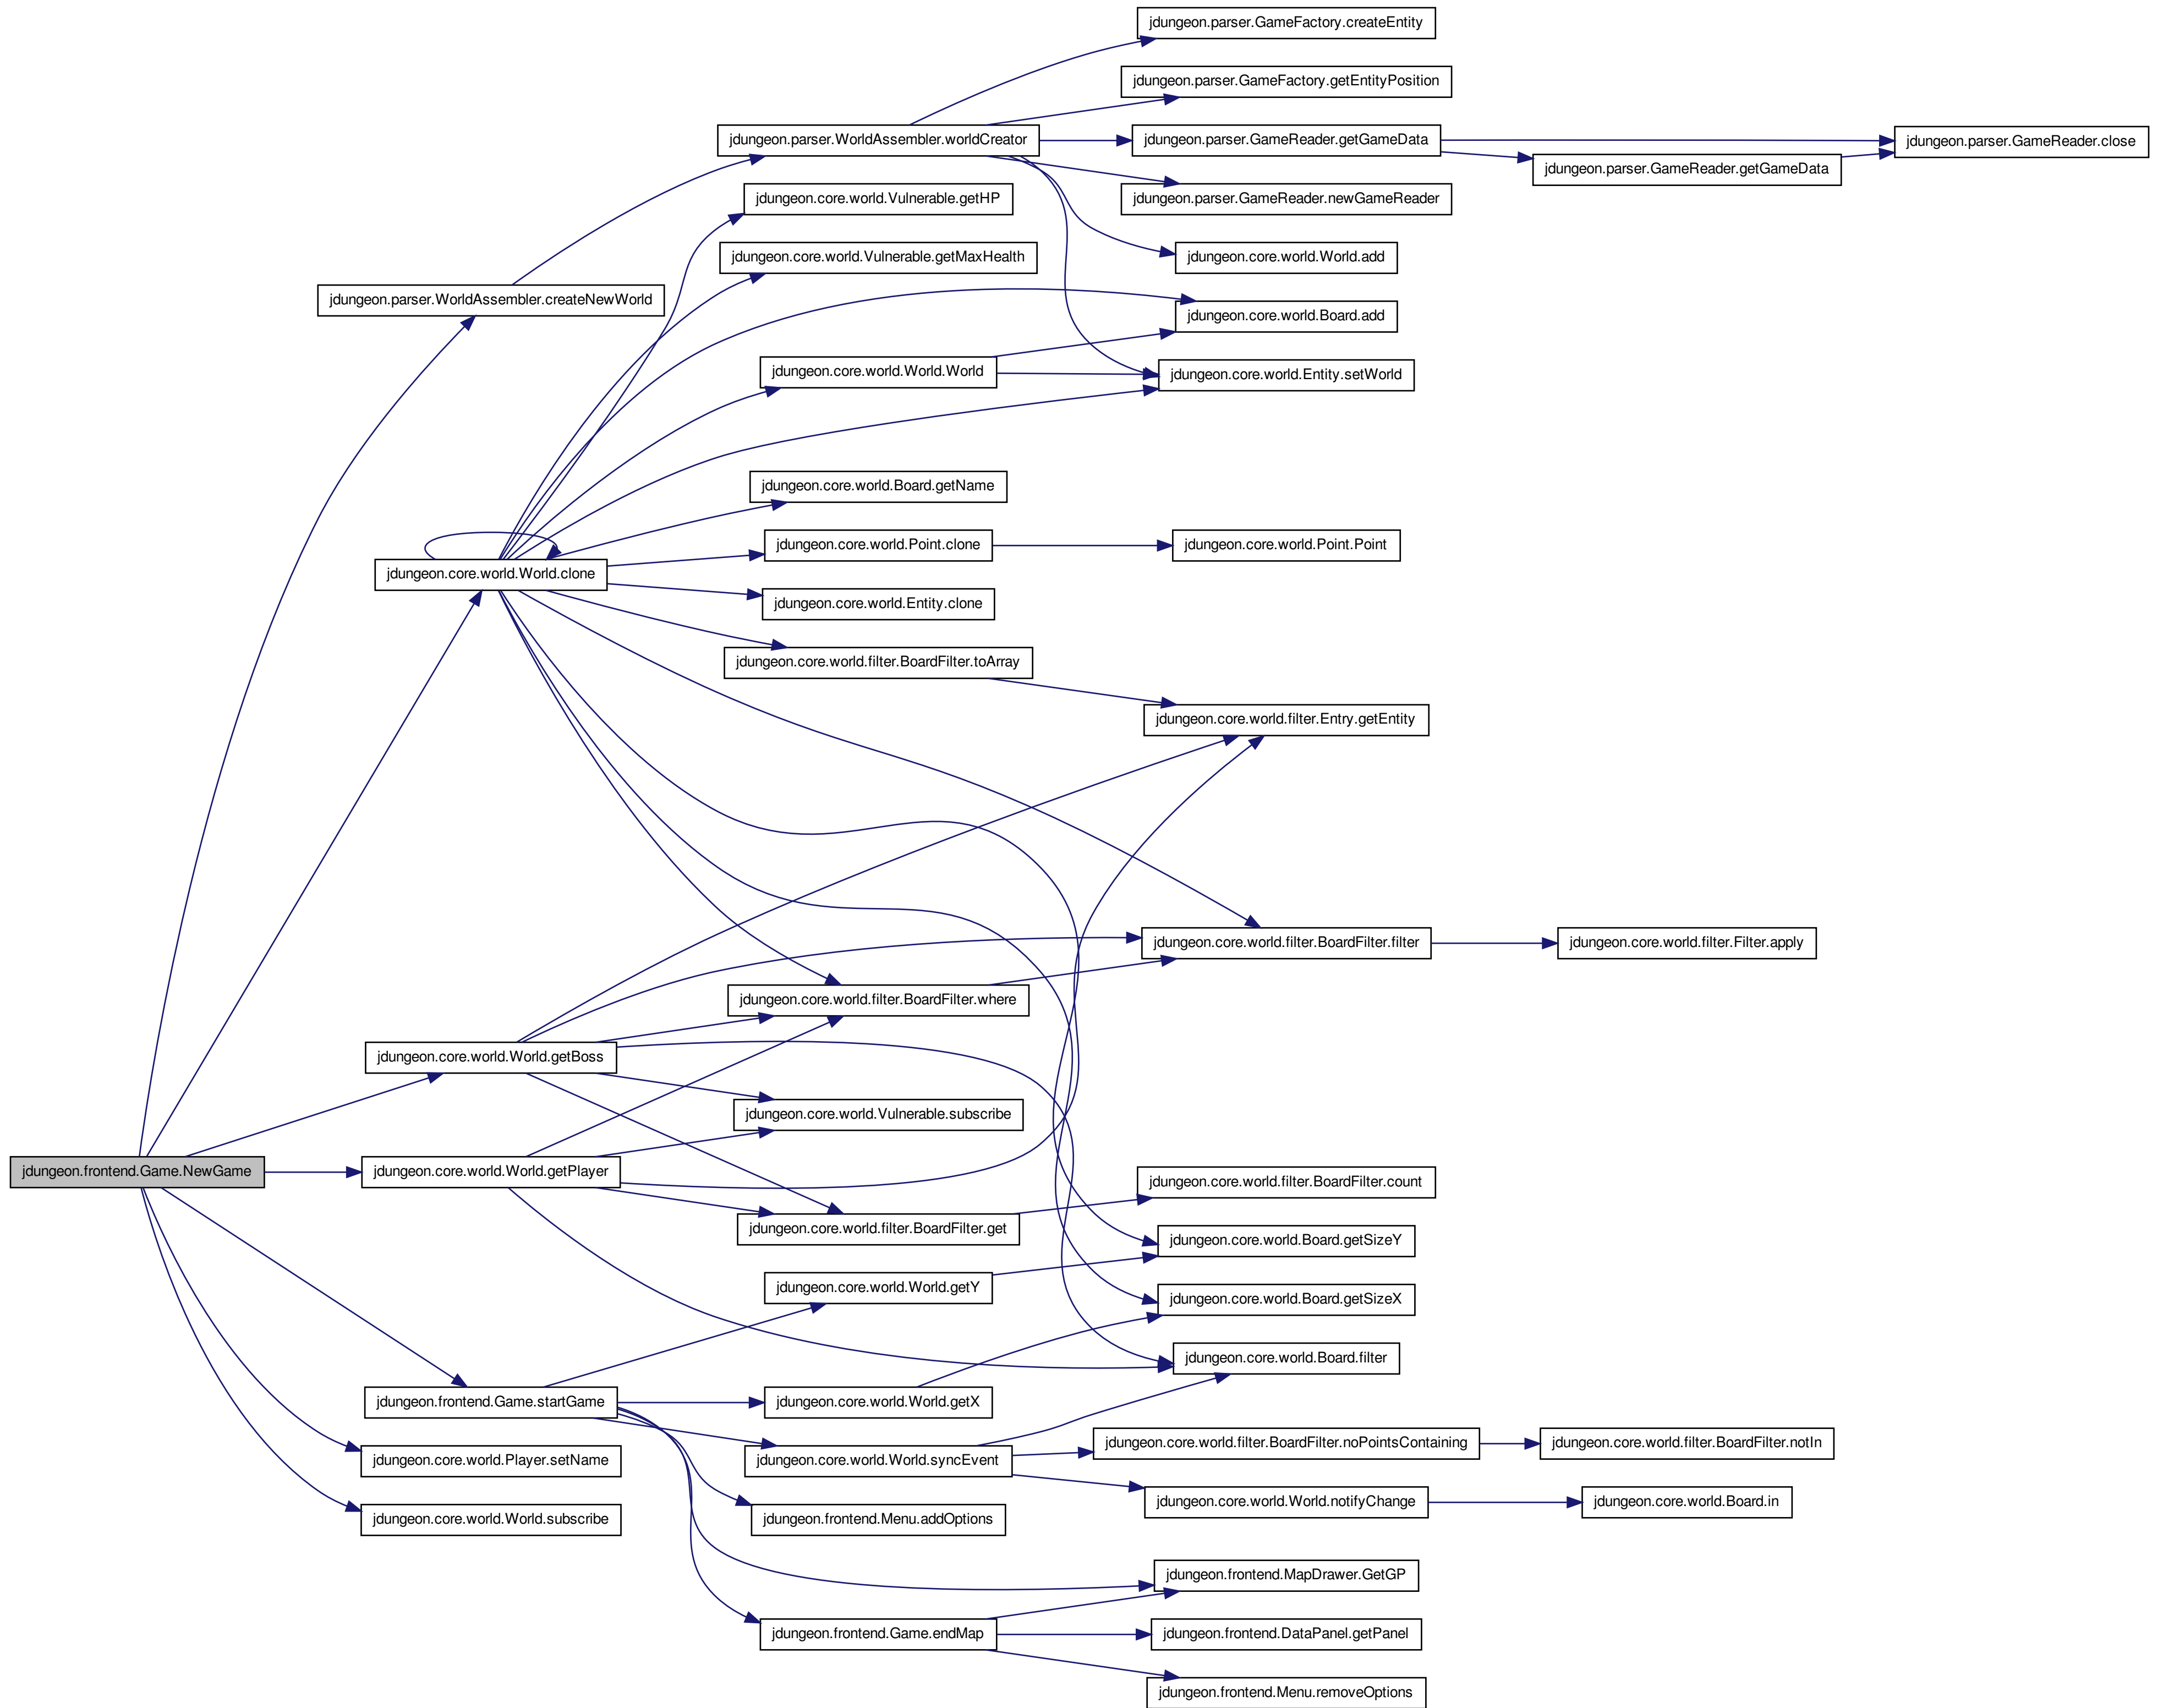 jdungeon.parser.GameFactory.createEntity
jdungeon.parser.GameFactory.getEntityPosition
jdungeon.parser.WorldAssembler.worldCreator
jdungeon.parser.GameReader.getGameData
jdungeon.parser.GameReader.close
jdungeon.parser.GameReader.getGameData
jdungeon.core.world.Vulnerable.getHP
jdungeon.parser.GameReader.newGameReader
jdungeon.core.world.Vulnerable.getMaxHealth
jdungeon.core.world.World.add
jdungeon.parser.WorldAssembler.createNewWorld
jdungeon.core.world.Board.add
jdungeon.core.world.World.World
jdungeon.core.world.Entity.setWorld
jdungeon.core.world.Board.getName
jdungeon.core.world.Point.clone
jdungeon.core.world.Point.Point
jdungeon.core.world.World.clone
jdungeon.core.world.Entity.clone
jdungeon.core.world.filter.BoardFilter.toArray
jdungeon.core.world.filter.Entry.getEntity
jdungeon.core.world.filter.BoardFilter.filter
jdungeon.core.world.filter.Filter.apply
jdungeon.core.world.filter.BoardFilter.where
jdungeon.core.world.World.getBoss
jdungeon.core.world.Vulnerable.subscribe
jdungeon.frontend.Game.NewGame
jdungeon.core.world.World.getPlayer
jdungeon.core.world.filter.BoardFilter.count
jdungeon.core.world.filter.BoardFilter.get
jdungeon.core.world.Board.getSizeY
jdungeon.core.world.World.getY
jdungeon.core.world.Board.getSizeX
jdungeon.core.world.Board.filter
jdungeon.frontend.Game.startGame
jdungeon.core.world.World.getX
jdungeon.core.world.filter.BoardFilter.noPointsContaining
jdungeon.core.world.filter.BoardFilter.notIn
jdungeon.core.world.Player.setName
jdungeon.core.world.World.syncEvent
jdungeon.core.world.World.notifyChange
jdungeon.core.world.Board.in
jdungeon.core.world.World.subscribe
jdungeon.frontend.Menu.addOptions
jdungeon.frontend.MapDrawer.GetGP
jdungeon.frontend.Game.endMap
jdungeon.frontend.DataPanel.getPanel
jdungeon.frontend.Menu.removeOptions